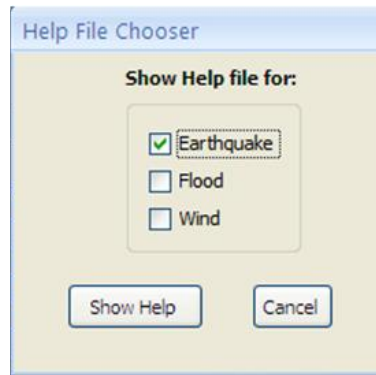 Help File Chooser
Show Help file for:
Earthquake
Flood
Wind
Show Help
Cancel